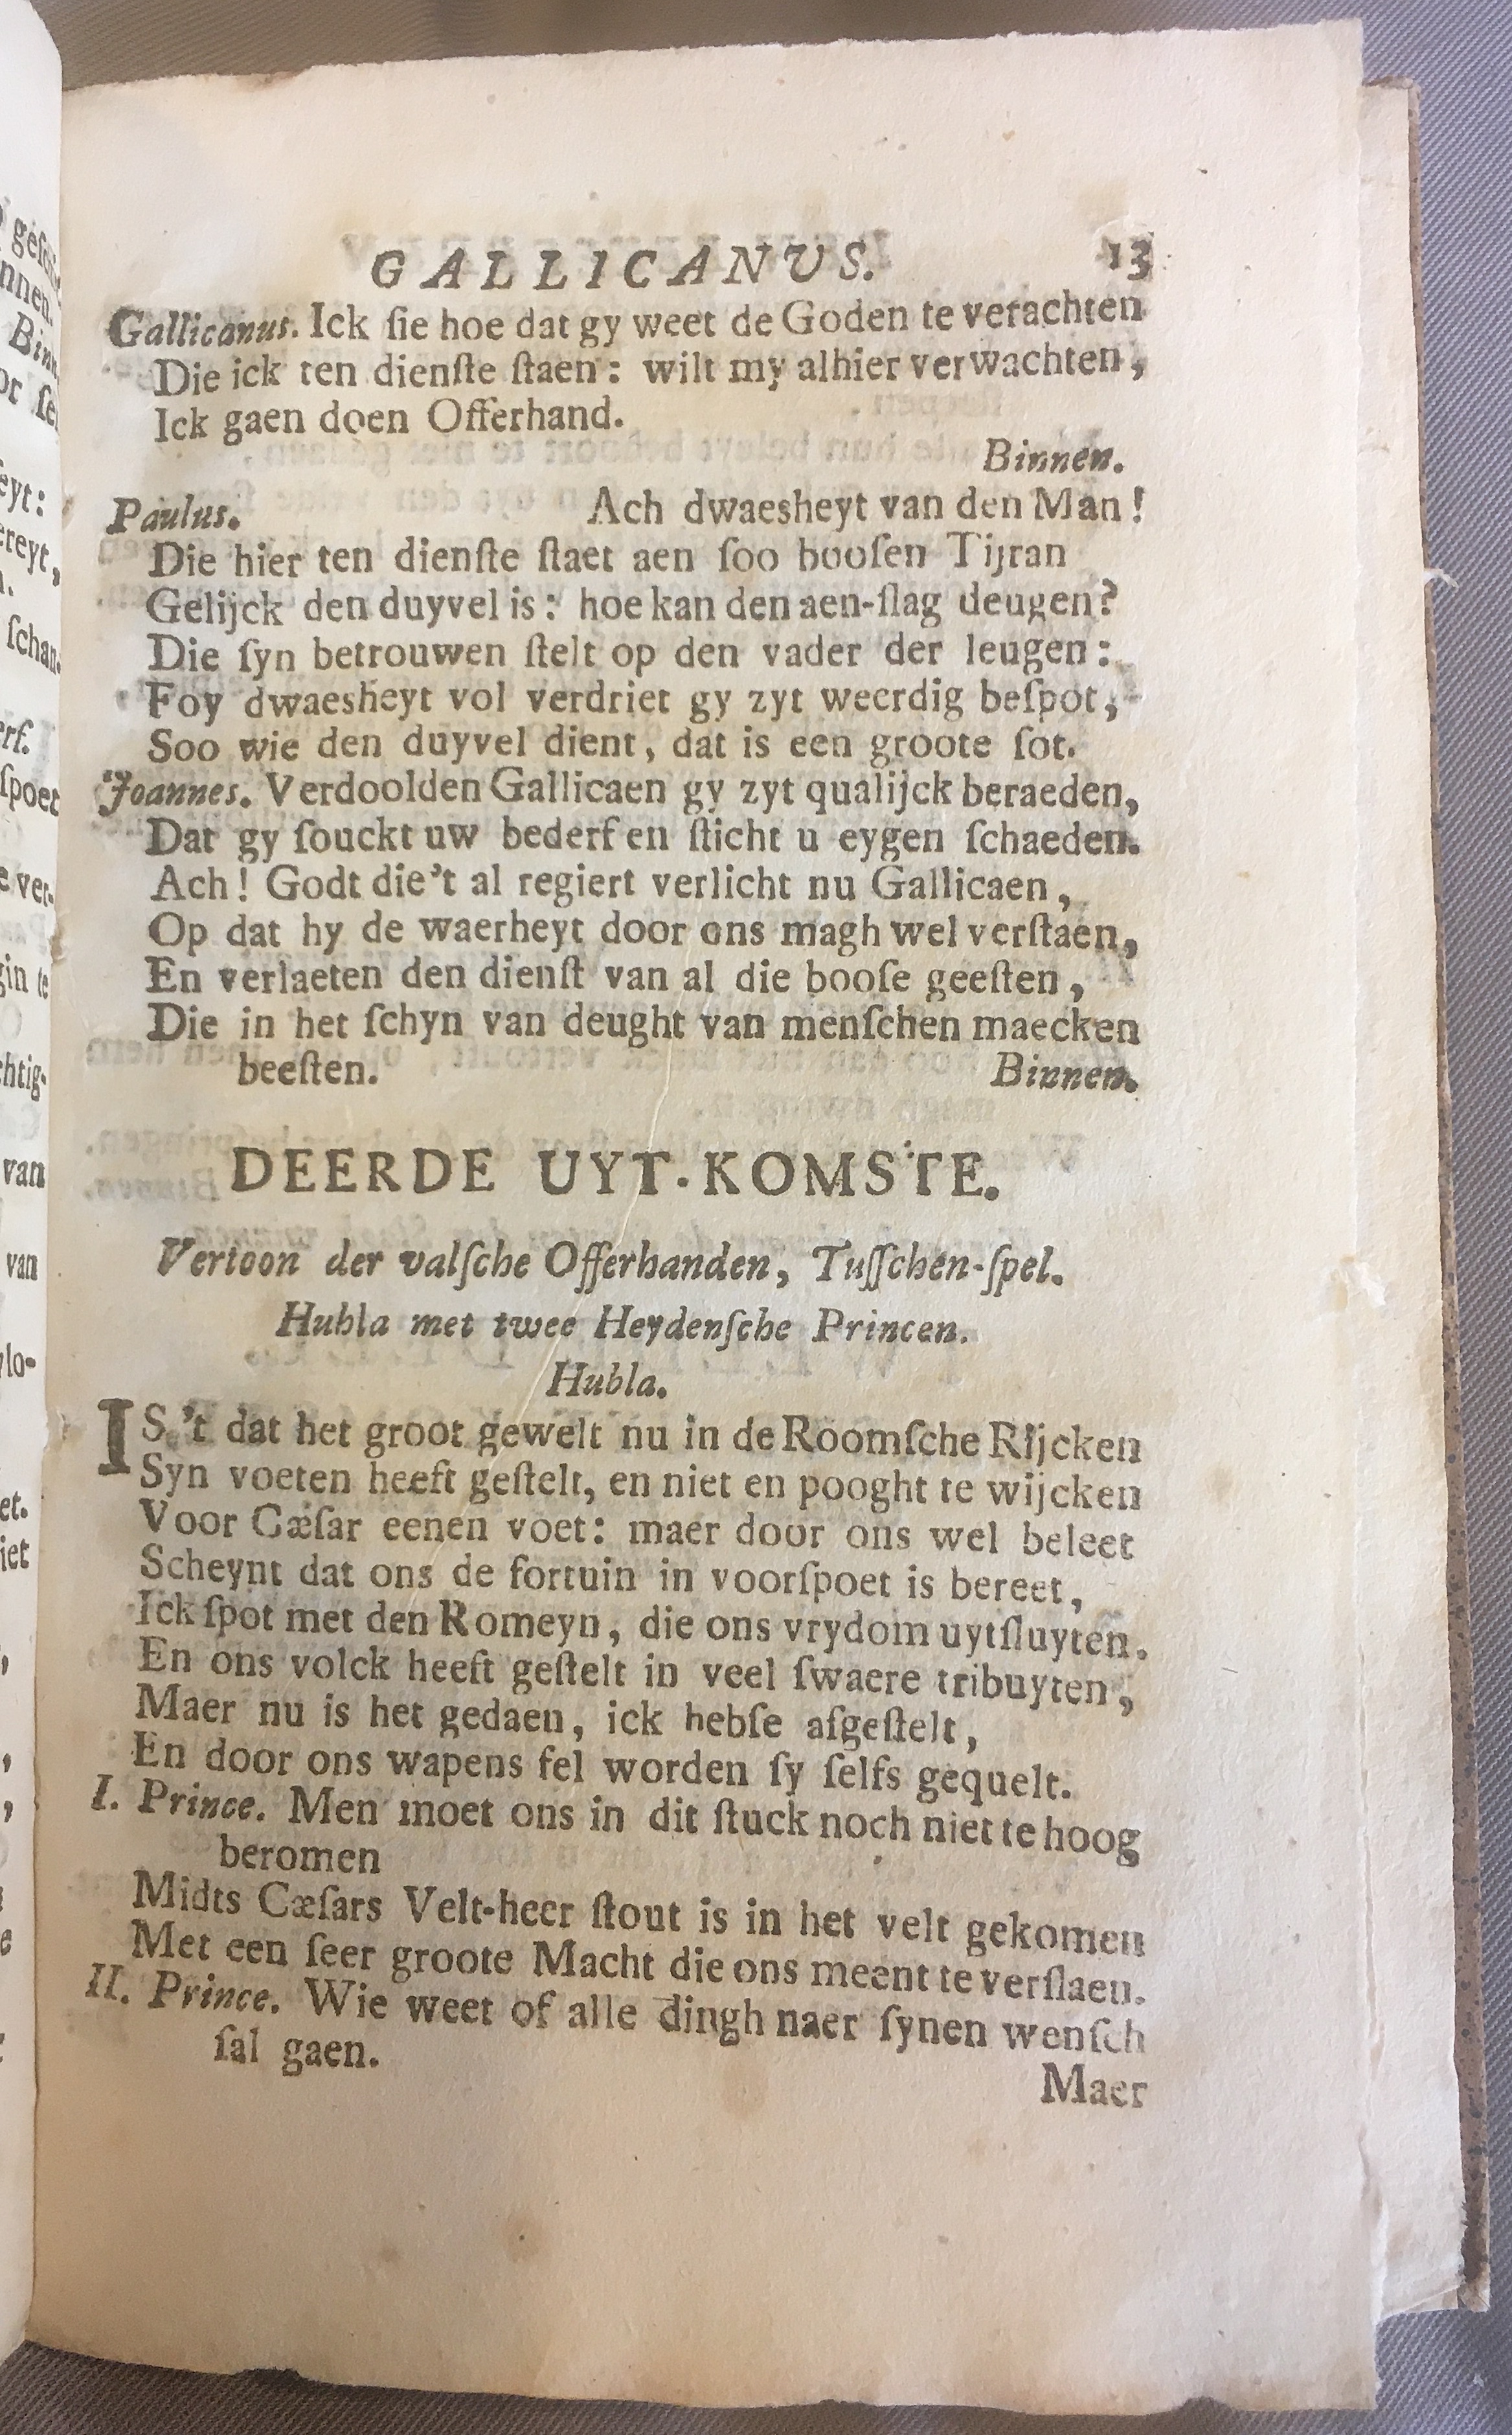 GALLICANUS. 13
Gallicanus. Ick ſie hoe dat gy weet de Goden te verachten
Die ick ten dienſte ſtaen : wilt my alhier verwachten,
Ick gaen doen Offerhand.
Binnen.
Paulus. Ach dwaesheyt van den Man !
Die hier ten dienſte ſtaet aen ſoo booſen Tijran
Gelijck den duyvel is : hoe kan den aen-ſlag deugen?
Die ſyn betrouwen ſtelt op den vader der leugen :
Foy dwaesheyt vol verdriet gy zyt weerdig beſpot,
Soo wie den duyvel dient, dat is een groote ſot.
Joannes. Verdoolden Gallicaen gy zyt qualijck beraeden,
Dat gy ſouckt uw bederf en ſticht u eygen ſchaeden.
Ach ! Godt die't al regiert verlicht nu Gallicaen,
Op dat hy de waerheyt door ons magh wel verſtaen,
En verlaeten den dienſt van al die booſe geeſten,
Die in het ſchyn van deught van menſchen maecken
beeſten. Binnen.
DEERDE UYT-KOMSTE.
Vertoon der valſche Offerhanden, Tuſſchen-ſpel.
Hubla met twee Heydenſche Princen.
Hubla.
IS't dat het groot gewelt nu in de Roomſche Rijcken
Syn voeten heeft geſtelt, en niet en pooght te wijcken
Voor Cæſar eenen voet: maer door ons wel beleet
Scheynt dat ons de fortuin in voorſpoet is bereet,
Ick ſpot met den Romeyn, die ons vrydom uytſluyten.
En ons volck heeft geſtelt in veel ſwaere tribuyten,
Maer nu is het gedaen, ick hebſe afgeſtelt,
En door ons wapens fel worden ſy ſelfs gequelt.
I. Prince. Men moet ons in dit ſtuck noch niet te hoog
beromen
Midts Cæſars Velt-heer ſtout is in het velt gekomen
Met een ſeer groote Macht die ons meent te verſlaen.
II. Prince. Wie weet of alle dingh naer ſynen wenſch
ſal gaen.
Maer